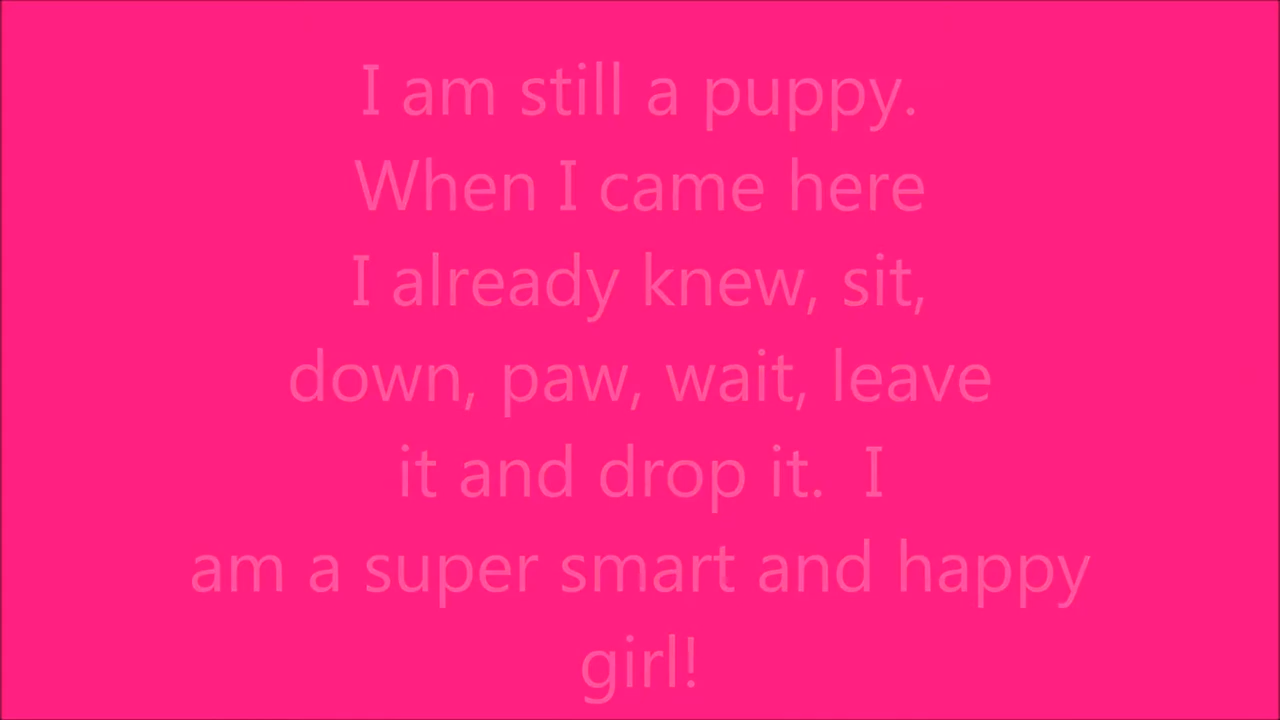 I am still a puppy.
When I came here
I already knew, sit,
down, paw, wait, leave
it and drop it.  I
am a super smart and happy
girl!